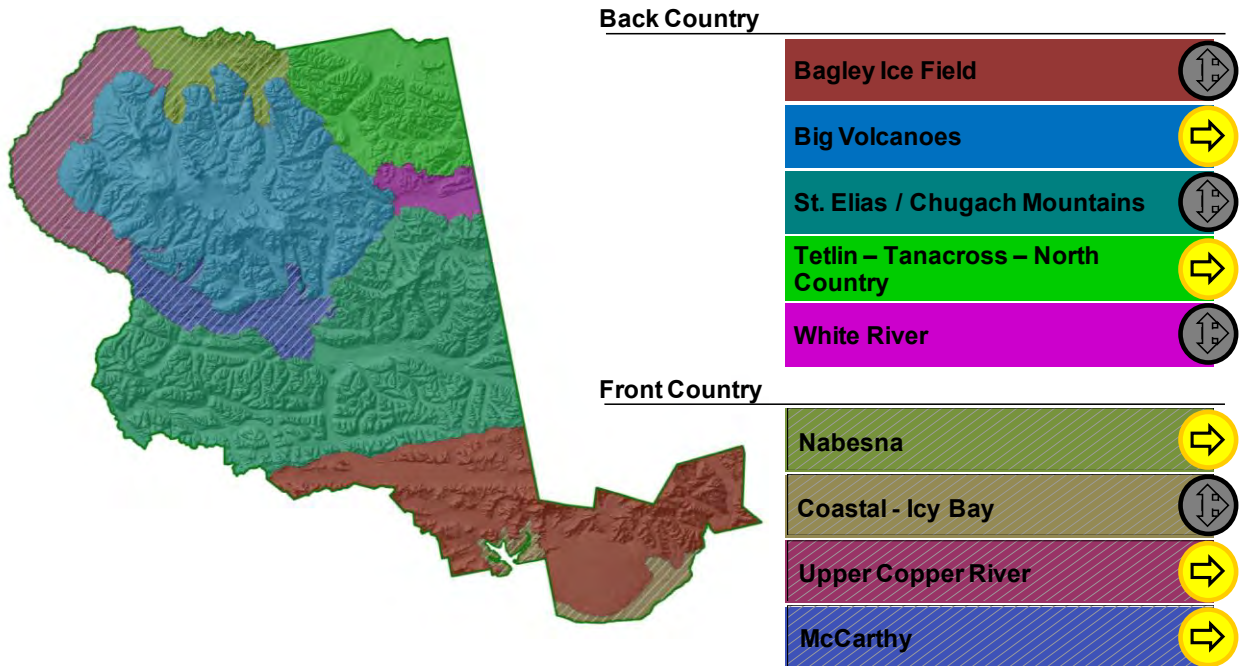 Back Country
Bagley Ice Field
Big Volcanoes
St. Elias / Chugach Mountains
Tetlin – Tanacross – North
Country
White River
Front Country
Nabesna
Coastal - Icy Bay
Upper Copper River
McCarthy